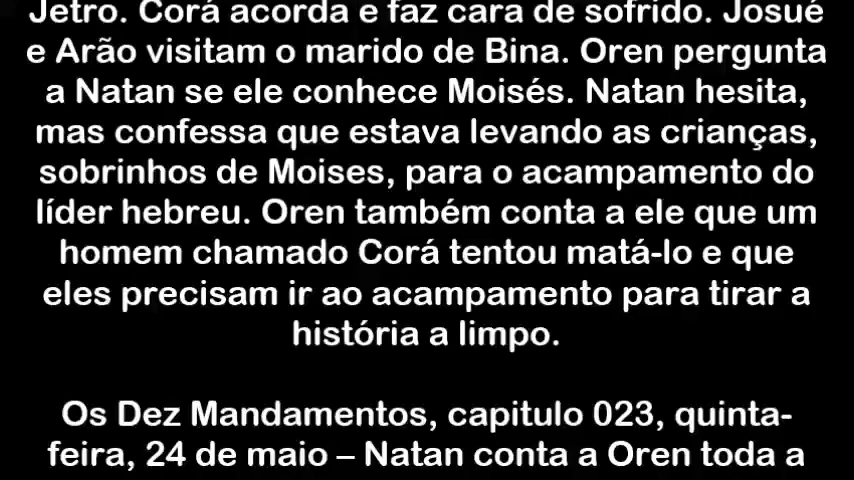 Jetro. Corá acorda e faz cara de sofrido. Josué
e Arão visitam o marido de Bina. Oren pergunta
a Natan se ele conhece Moisés. Natan hesita,
mas confessa que estava levando as crianças,
sobrinhos de Moises, para o acampamento do
líder hebreu. Oren também conta a ele que um
homem chamado Corá tentou matá-lo e que
eles precisam ir ao acampamento para tirar a
história a limpo.
Os Dez Mandamentos, capitulo 023, quinta-
feira, 24 de maio – Natan conta a Oren toda a